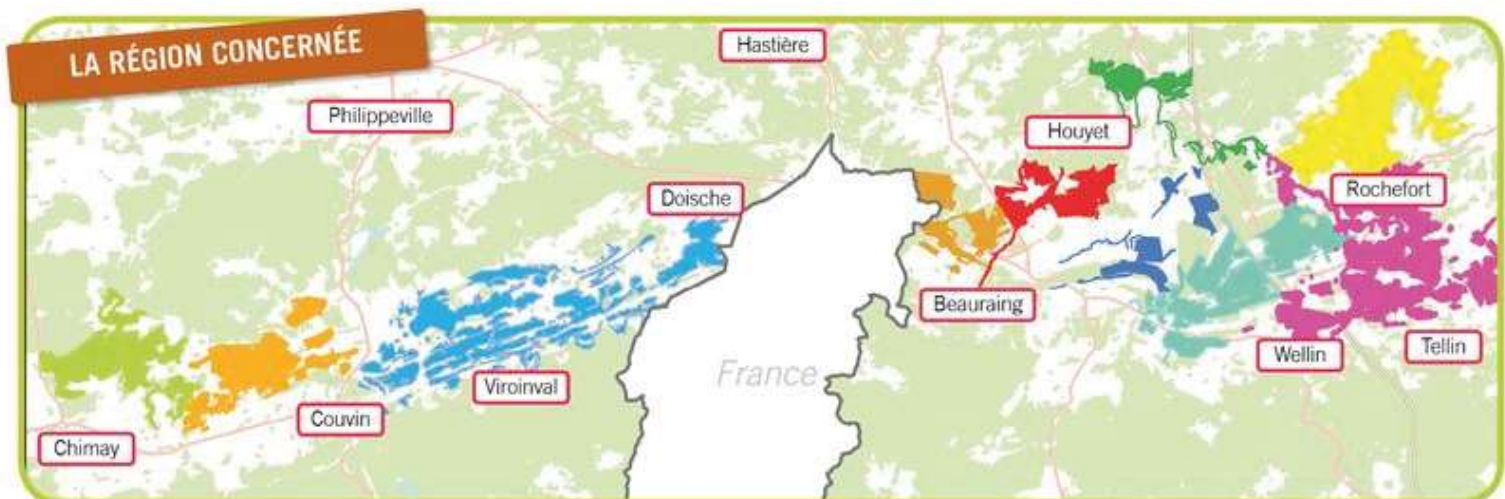 LA RÉGION CONCERNÉE
Hastière
Philippeville
Houyet
Doische
Rochefort
Beauraing
France
Viroinval
Wellin
Tellin
Couvin
Chimay